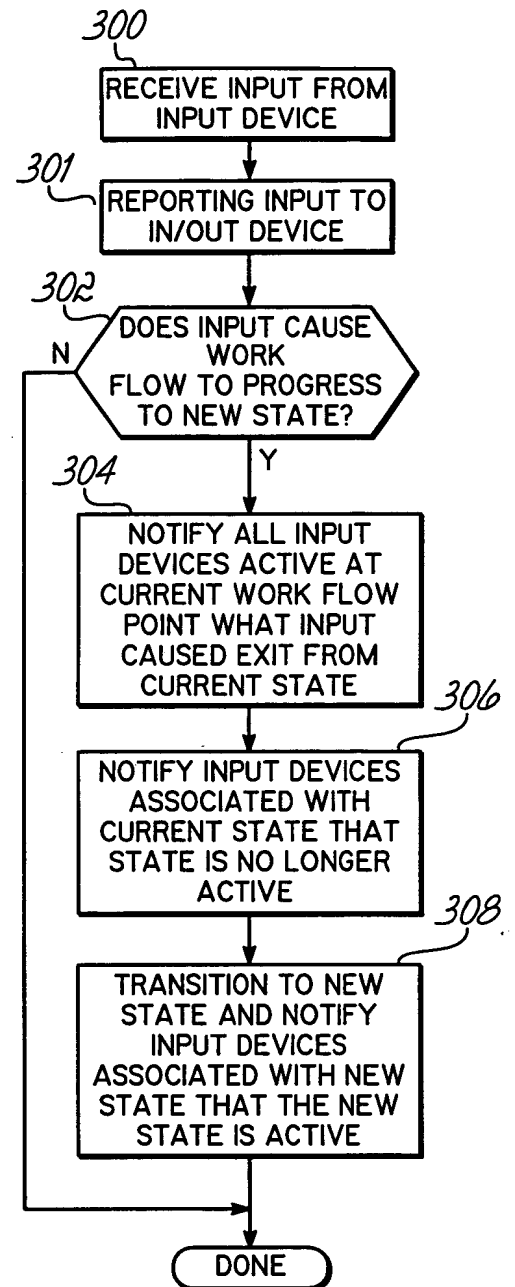 300
RECEIVE INPUT FROM
INPUT DEVICE
301
REPORTING INPUT TO
IN/OUT DEVICE
302
DOES INPUT CAUSE
WORK
FLOW TO PROGRESS
TO NEW STATE?
N
Y
304
NOTIFY ALL INPUT
DEVICES ACTIVE AT
CURRENT WORK FLOW
POINT WHAT INPUT
CAUSED EXIT FROM
CURRENT STATE
306
NOTIFY INPUT DEVICES
ASSOCIATED WITH
CURRENT STATE THAT
STATE IS NO LONGER
ACTIVE
308
TRANSITION TO NEW
STATE AND NOTIFY
INPUT DEVICES
ASSOCIATED WITH NEW
STATE THAT THE NEW
STATE IS ACTIVE
DONE